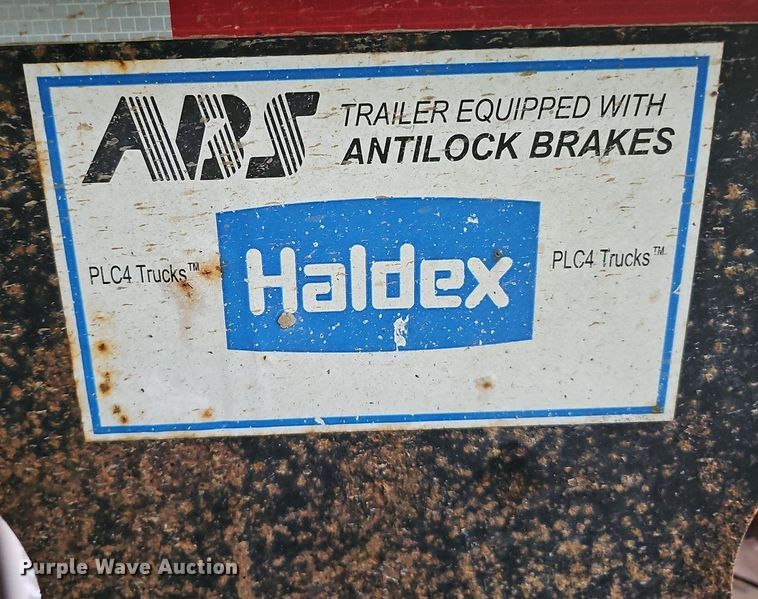 ABS TRAILER EQUIPPED WITH
ANTILOCK BRAKES
PLC4 Trucks™ Haldex PLC4 Trucks™
Purple Wave Auction